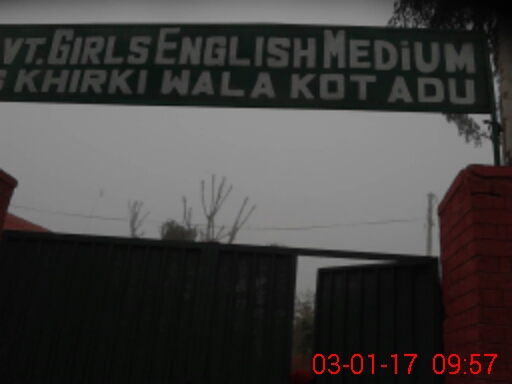 VT. GIRLS ENGLISH MEDIUM
KHIRKI WALA KOT ADU
03-01-17 09:57